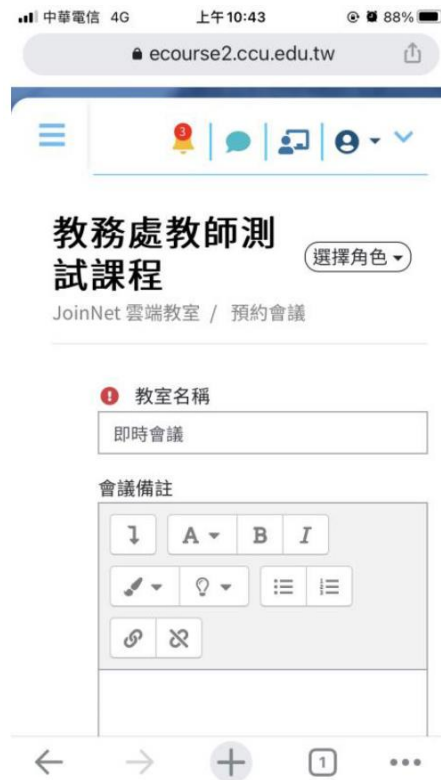 中華電信 4G 上午10:43 88%
ecourse2.ccu.edu.tw
3
教務處教師測
試課程
選擇角色
JoinNet 雲端教室 / 預約會議
教室名稱
即時會議
會議備註
A B I
1